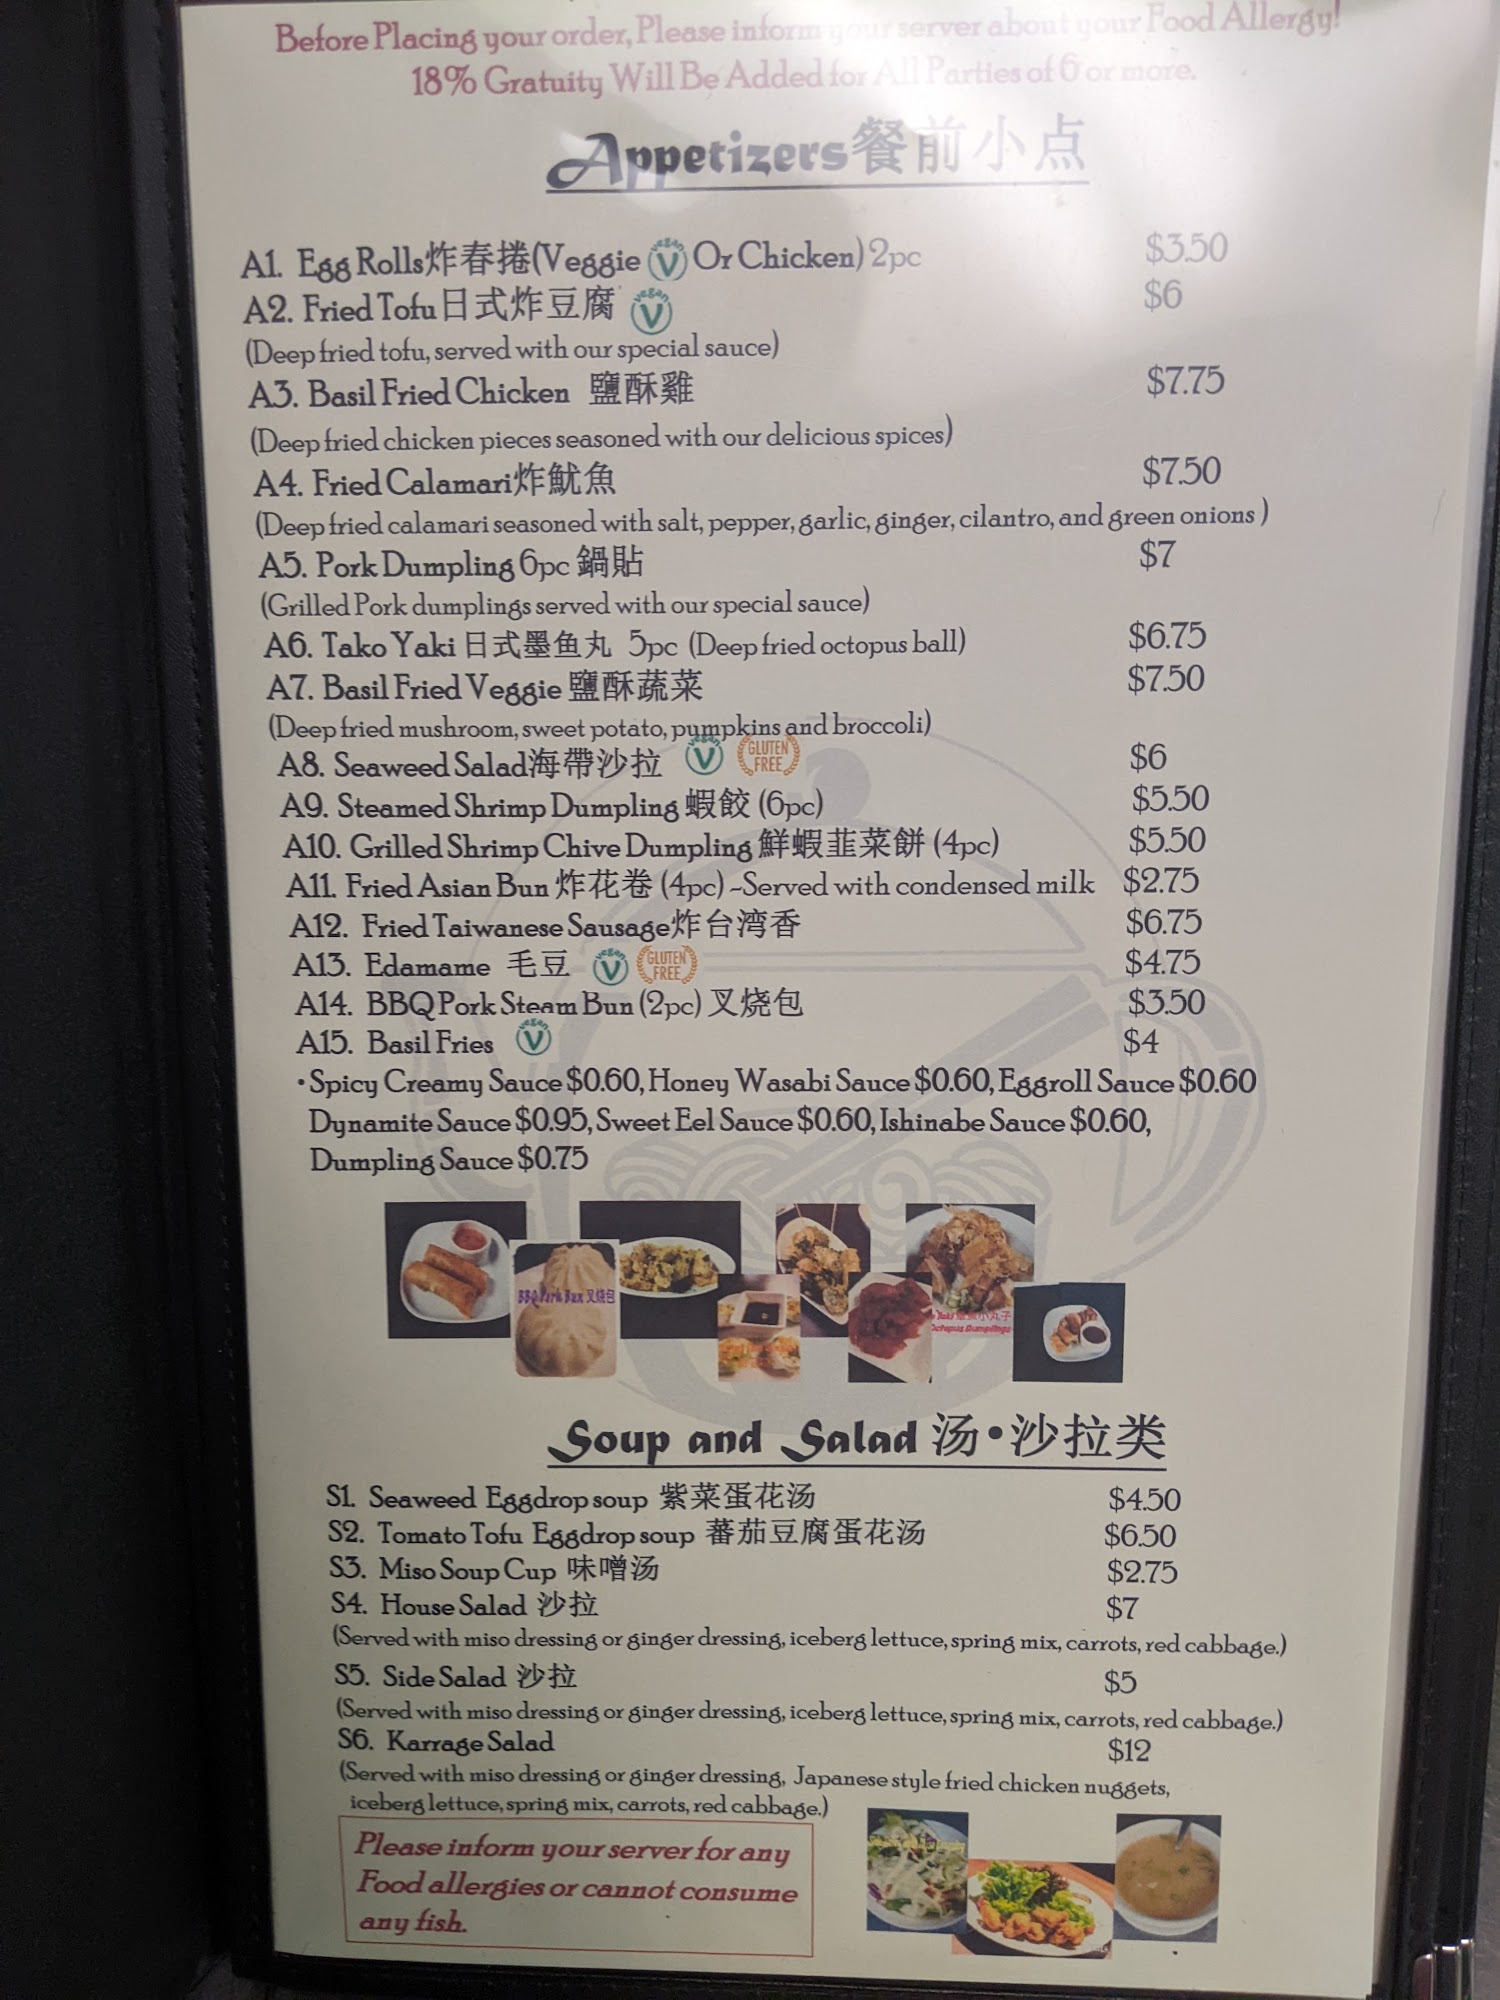 Before Placing your order, Please inform your server about your Food Allergy!
18% Gratuity Will Be Added for All Parties of 6 or more.
Appetizers餐前小点
A1. Egg Rolls炸春捲(Veggie vegan V Or Chicken) 2pc $3.50
A2. Fried Tofu日式炸豆腐 vegan V $6
(Deep fried tofu, served with our special sauce)
A3. Basil Fried Chicken 鹽酥雞 $7.75
(Deep fried chicken pieces seasoned with our delicious spices)
A4. Fried Calamari炸魷魚 $7.50
(Deep fried calamari seasoned with salt, pepper, garlic, ginger, cilantro, and green onions )
A5. Pork Dumpling 6pc 鍋貼 $7
(Grilled Pork dumplings served with our special sauce)
A6. Tako Yaki 日式墨鱼丸 5pc (Deep fried octopus ball) $6.75
A7. Basil Fried Veggie 鹽酥蔬菜 $7.50
(Deep fried mushroom, sweet potato, pumpkins and broccoli)
A8. Seaweed Salad海帶沙拉 vegan V GLUTEN FREE $6
A9. Steamed Shrimp Dumpling 蝦餃 (6pc) $5.50
A10. Grilled Shrimp Chive Dumpling 鮮蝦韮菜餅 (4pc) $5.50
A11. Fried Asian Bun 炸花卷 (4pc) ~Served with condensed milk $2.75
A12. Fried Taiwanese Sausage炸台湾香 $6.75
A13. Edamame 毛豆 vegan V GLUTEN FREE $4.75
A14. BBQ Pork Steam Bun (2pc) 叉烧包 $3.50
A15. Basil Fries vegan V $4
•Spicy Creamy Sauce $0.60, Honey Wasabi Sauce $0.60, Eggroll Sauce $0.60
Dynamite Sauce $0.95, Sweet Eel Sauce $0.60, Ishinabe Sauce $0.60,
Dumpling Sauce $0.75
BBQ Pork Bun 叉烧包
Yaki 章魚小丸子
Octopus Dumplings
Soup and Salad 汤•沙拉类
S1. Seaweed Eggdrop soup 紫菜蛋花汤 $4.50
S2. Tomato Tofu Eggdrop soup 蕃茄豆腐蛋花汤 $6.50
S3. Miso Soup Cup 味噌汤 $2.75
S4. House Salad 沙拉 $7
(Served with miso dressing or ginger dressing, iceberg lettuce, spring mix, carrots, red cabbage.)
S5. Side Salad 沙拉 $5
(Served with miso dressing or ginger dressing, iceberg lettuce, spring mix, carrots, red cabbage.)
S6. Karrage Salad $12
(Served with miso dressing or ginger dressing, Japanese style fried chicken nuggets,
iceberg lettuce, spring mix, carrots, red cabbage.)
Please inform your server for any
Food allergies or cannot consume
any fish.